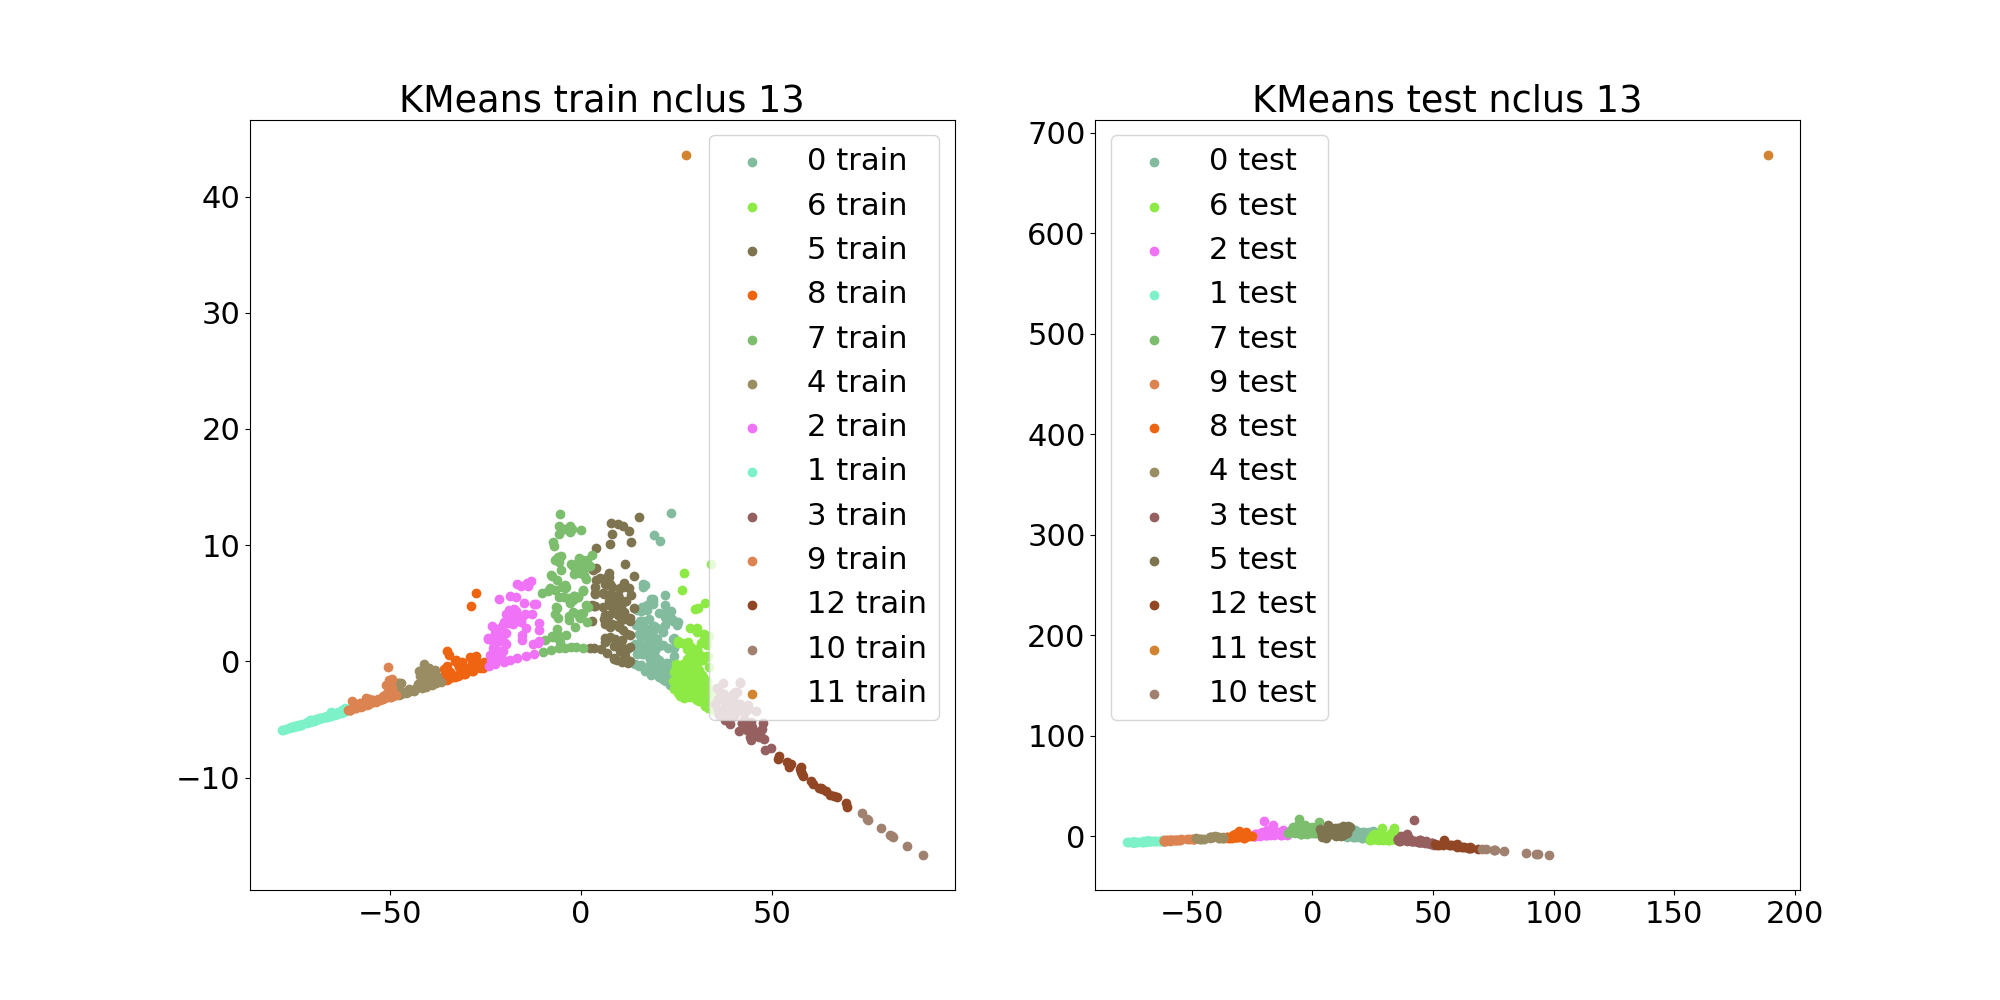 KMeans train nclus 13
40
30
20
10
0
−10
−50
0
50
0 train
6 train
5 train
8 train
7 train
4 train
2 train
1 train
3 train
9 train
12 train
10 train
11 train
KMeans test nclus 13
700
600
500
400
300
200
100
0
−50
0
50
100
150
200
0 test
6 test
2 test
1 test
7 test
9 test
8 test
4 test
3 test
5 test
12 test
11 test
10 test